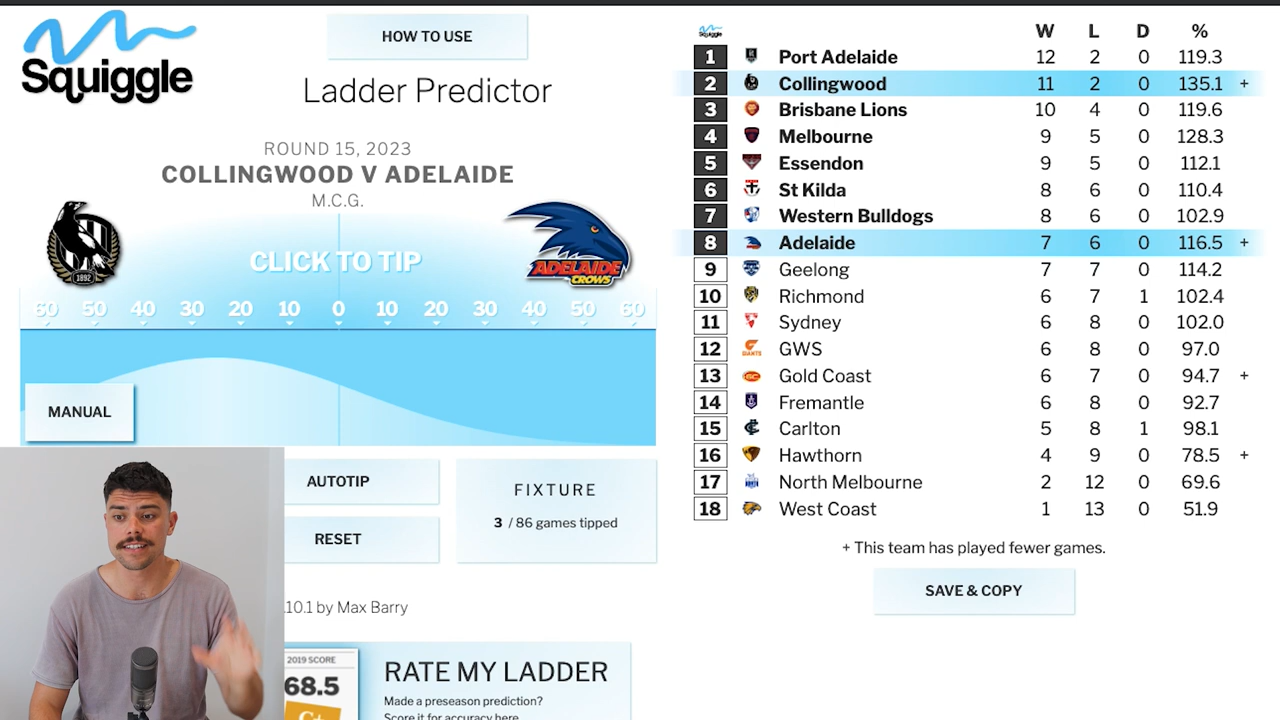 Squiggle
HOW TO USE
Ladder Predictor
ROUND 15, 2023
COLLINGWOOD V ADELAIDE
M.C.G.
1892
ADELAIDE
CROWS
CLICK TO TIP
60 50 40 30 20 10 0 10 20 30 40 50 60
MANUAL
AUTOTIP
RESET
FIXTURE
3 / 86 games tipped
.10.1 by Max Barry
2019 SCORE
68.5
C+
RATE MY LADDER
Made a preseason prediction?
Score it for accuracy here
Squiggle W L D %
1 Port Adelaide 12 2 0 119.3
2 Collingwood 11 2 0 135.1 +
3 Brisbane Lions 10 4 0 119.6
4 Melbourne 9 5 0 128.3
5 Essendon 9 5 0 112.1
6 St Kilda 8 6 0 110.4
7 Western Bulldogs 8 6 0 102.9
8 Adelaide 7 6 0 116.5 +
9 Geelong 7 7 0 114.2
10 Richmond 6 7 1 102.4
11 Sydney 6 8 0 102.0
12 GWS 6 8 0 97.0
13 Gold Coast 6 7 0 94.7 +
14 Fremantle 6 8 0 92.7
15 Carlton 5 8 1 98.1
16 Hawthorn 4 9 0 78.5 +
17 North Melbourne 2 12 0 69.6
18 West Coast 1 13 0 51.9
+ This team has played fewer games.
SAVE & COPY